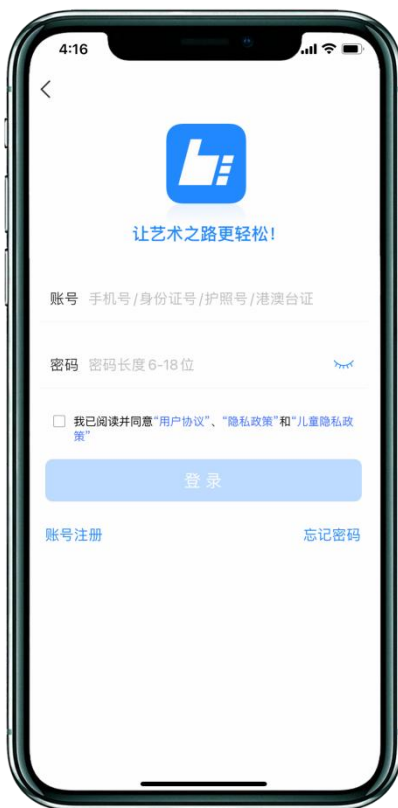 4:16
让艺术之路更轻松!
账号 手机号/身份证号/护照号/港澳台证
密码 密码长度6-18位
我已阅读并同意“用户协议”、“隐私政策”和“儿童隐私政
策”
登录
账号注册 忘记密码